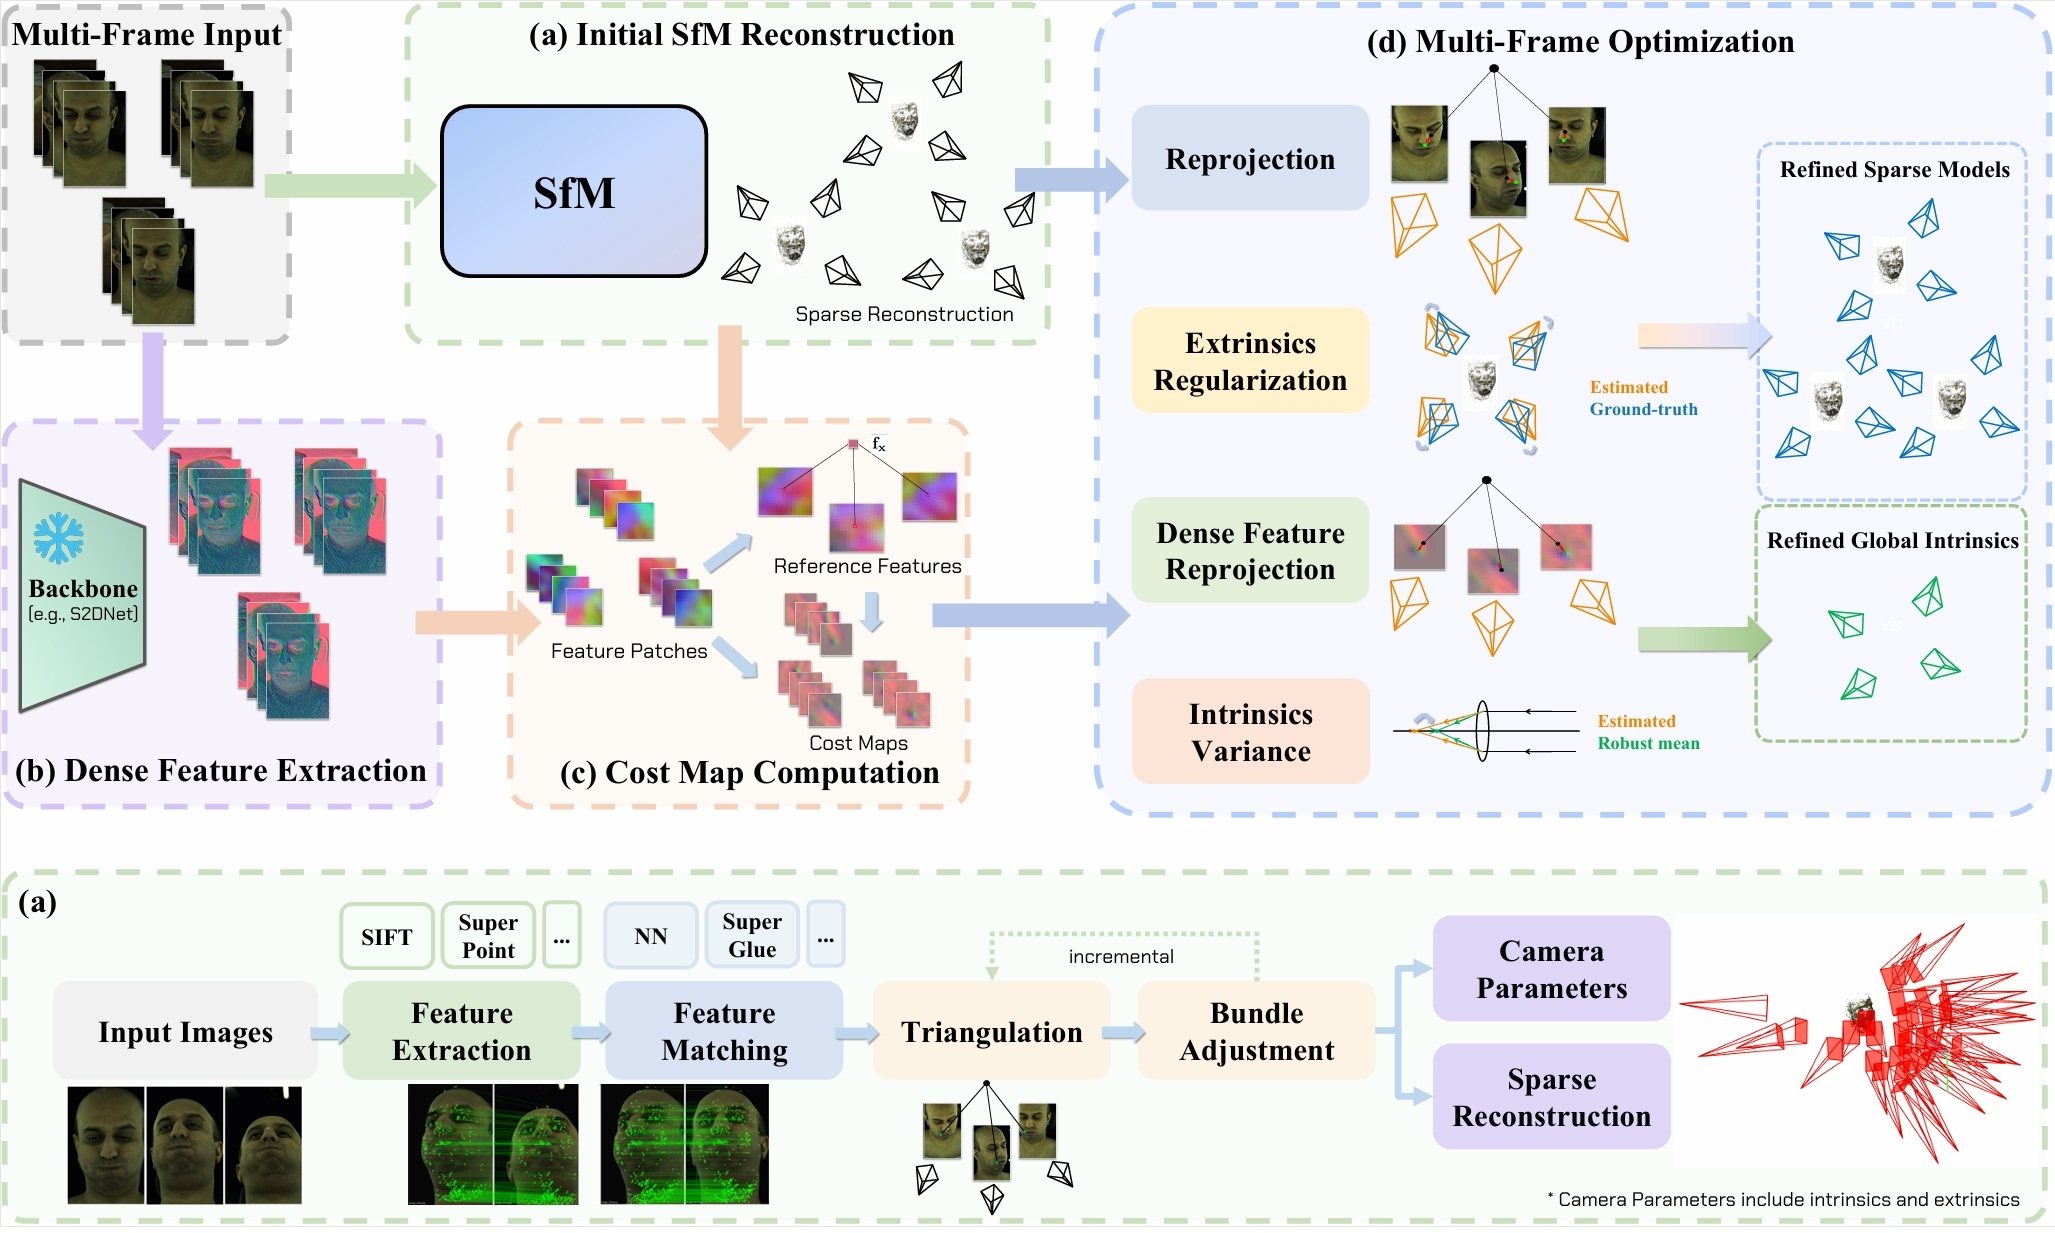 Multi-Frame Input
(a) Initial SfM Reconstruction
SfM
Sparse Reconstruction
(b) Dense Feature Extraction
Backbone
(e.g., S2DNet)
(c) Cost Map Computation
Feature Patches
f_x
Reference Features
Cost Maps
(d) Multi-Frame Optimization
Reprojection
Extrinsics
Regularization
Estimated
Ground-truth
Dense Feature
Reprojection
Intrinsics
Variance
Estimated
Robust mean
Refined Sparse Models
Refined Global Intrinsics
(a)
Input Images
SIFT
Super
Point
...
Feature
Extraction
NN
Super
Glue
...
Feature
Matching
Triangulation
incremental
Bundle
Adjustment
Camera
Parameters
Sparse
Reconstruction
* Camera Parameters include intrinsics and extrinsics